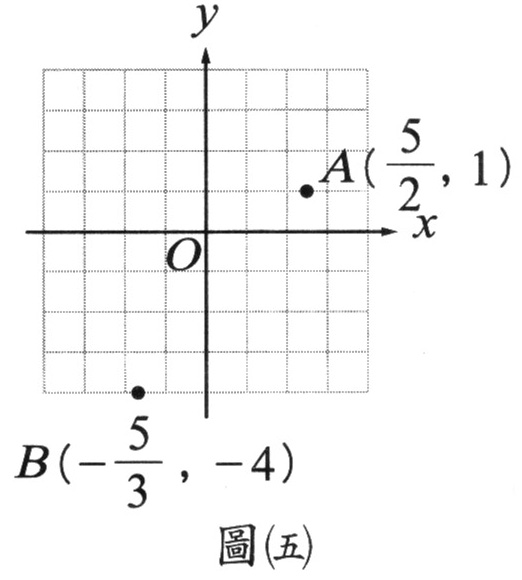 y
A(5/2, 1)
x
O
B(-5/3, -4)
圖(五)